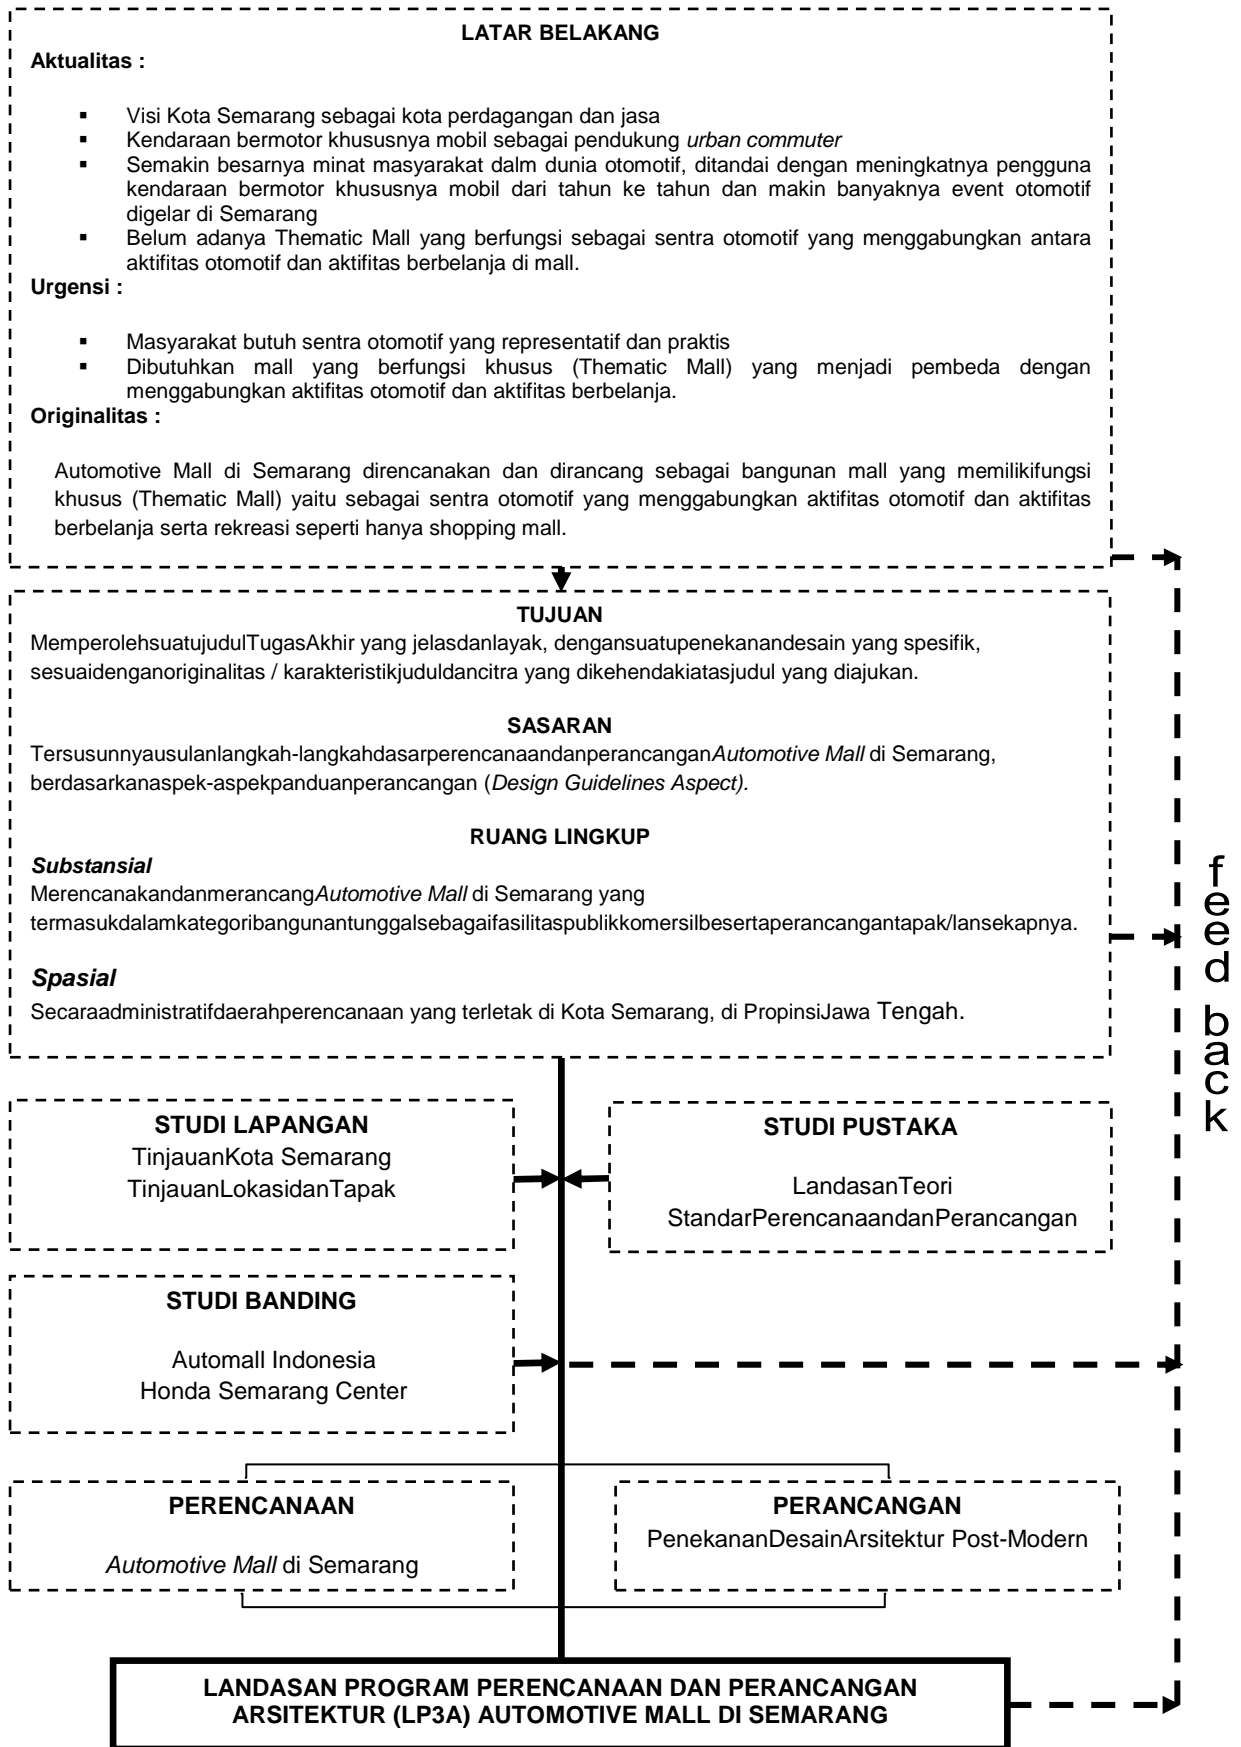 LATAR BELAKANG
Aktualitas :
▪ Visi Kota Semarang sebagai kota perdagangan dan jasa
▪ Kendaraan bermotor khususnya mobil sebagai pendukung urban commuter
▪ Semakin besarnya minat masyarakat dalm dunia otomotif, ditandai dengan meningkatnya pengguna
kendaraan bermotor khususnya mobil dari tahun ke tahun dan makin banyaknya event otomotif
digelar di Semarang
▪ Belum adanya Thematic Mall yang berfungsi sebagai sentra otomotif yang menggabungkan antara
aktifitas otomotif dan aktifitas berbelanja di mall.
Urgensi :
▪ Masyarakat butuh sentra otomotif yang representatif dan praktis
▪ Dibutuhkan mall yang berfungsi khusus (Thematic Mall) yang menjadi pembeda dengan
menggabungkan aktifitas otomotif dan aktifitas berbelanja.
Originalitas :
Automotive Mall di Semarang direncanakan dan dirancang sebagai bangunan mall yang memilikifungsi
khusus (Thematic Mall) yaitu sebagai sentra otomotif yang menggabungkan aktifitas otomotif dan aktifitas
berbelanja serta rekreasi seperti hanya shopping mall.
TUJUAN
MemperolehsuatujudulTugasAkhir yang jelasdanlayak, dengansuatupenekanandesain yang spesifik,
sesuaidenganoriginalitas / karakteristikjuduldancitra yang dikehendakiatasjudul yang diajukan.
SASARAN
Tersusunnyausulanlangkah-langkahdasarperencanaandanperancanganAutomotive Mall di Semarang,
berdasarkanaspek-aspekpanduanperancangan (Design Guidelines Aspect).
RUANG LINGKUP
Substansial
MerencanakandanmerancangAutomotive Mall di Semarang yang
termasukdalamkategoribangunantunggalsebagaifasilitaspublikkomersilbesertaperancangantapak/lansekapnya.
Spasial
Secaraadministratifdaerahperencanaan yang terletak di Kota Semarang, di PropinsiJawa Tengah.
feed back
STUDI LAPANGAN
TinjauanKota Semarang
TinjauanLokasidanTapak
STUDI PUSTAKA
LandasanTeori
StandarPerencanaandanPerancangan
STUDI BANDING
Automall Indonesia
Honda Semarang Center
PERENCANAAN
Automotive Mall di Semarang
PERANCANGAN
PenekananDesainArsitektur Post-Modern
LANDASAN PROGRAM PERENCANAAN DAN PERANCANGAN
ARSITEKTUR (LP3A) AUTOMOTIVE MALL DI SEMARANG